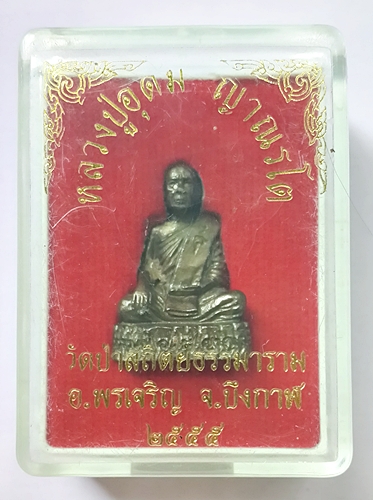 หลวงปู่อุดม ญาณรโต
วัดป่าสถิตย์ธรรมาราม
อ.พรเจริญ จ.บึงกาฬ
๒๕๕๕